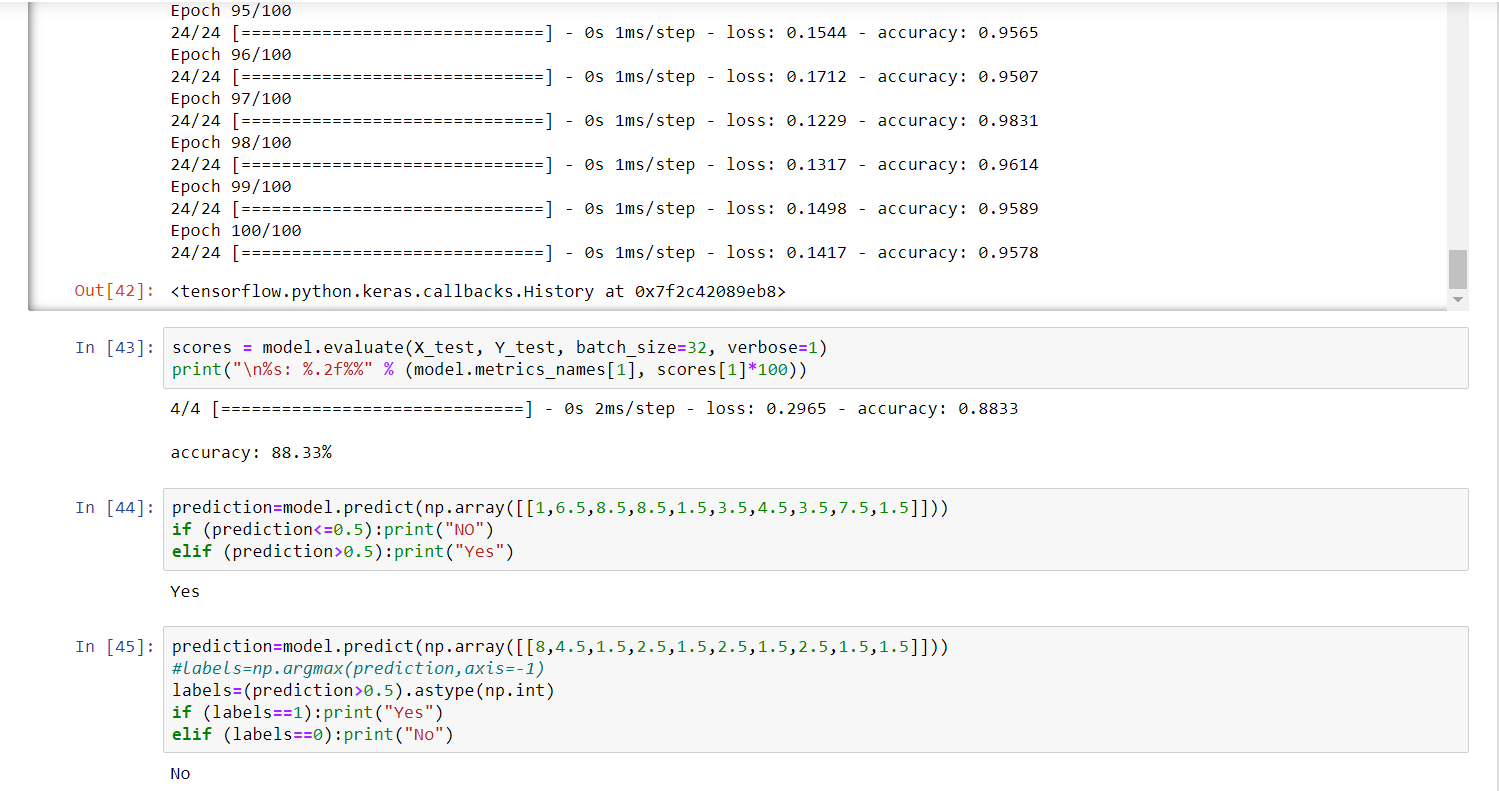 Epoch 95/100
24/24 [==============================] - 0s 1ms/step - loss: 0.1544 - accuracy: 0.9565
Epoch 96/100
24/24 [==============================] - 0s 1ms/step - loss: 0.1712 - accuracy: 0.9507
Epoch 97/100
24/24 [==============================] - 0s 1ms/step - loss: 0.1229 - accuracy: 0.9831
Epoch 98/100
24/24 [==============================] - 0s 1ms/step - loss: 0.1317 - accuracy: 0.9614
Epoch 99/100
24/24 [==============================] - 0s 1ms/step - loss: 0.1498 - accuracy: 0.9589
Epoch 100/100
24/24 [==============================] - 0s 1ms/step - loss: 0.1417 - accuracy: 0.9578
Out[42]: <tensorflow.python.keras.callbacks.History at 0x7f2c42089eb8>
In [43]: scores = model.evaluate(X_test, Y_test, batch_size=32, verbose=1)
print("\n%s: %.2f%%" % (model.metrics_names[1], scores[1]*100))
4/4 [==============================] - 0s 2ms/step - loss: 0.2965 - accuracy: 0.8833
accuracy: 88.33%
In [44]: prediction=model.predict(np.array([[1,6.5,8.5,8.5,1.5,3.5,4.5,3.5,7.5,1.5]]))
if (prediction<=0.5):print("NO")
elif (prediction>0.5):print("Yes")
Yes
In [45]: prediction=model.predict(np.array([[8,4.5,1.5,2.5,1.5,2.5,1.5,2.5,1.5,1.5]]))
#labels=np.argmax(prediction,axis=-1)
labels=(prediction>0.5).astype(np.int)
if (labels==1):print("Yes")
elif (labels==0):print("No")
No